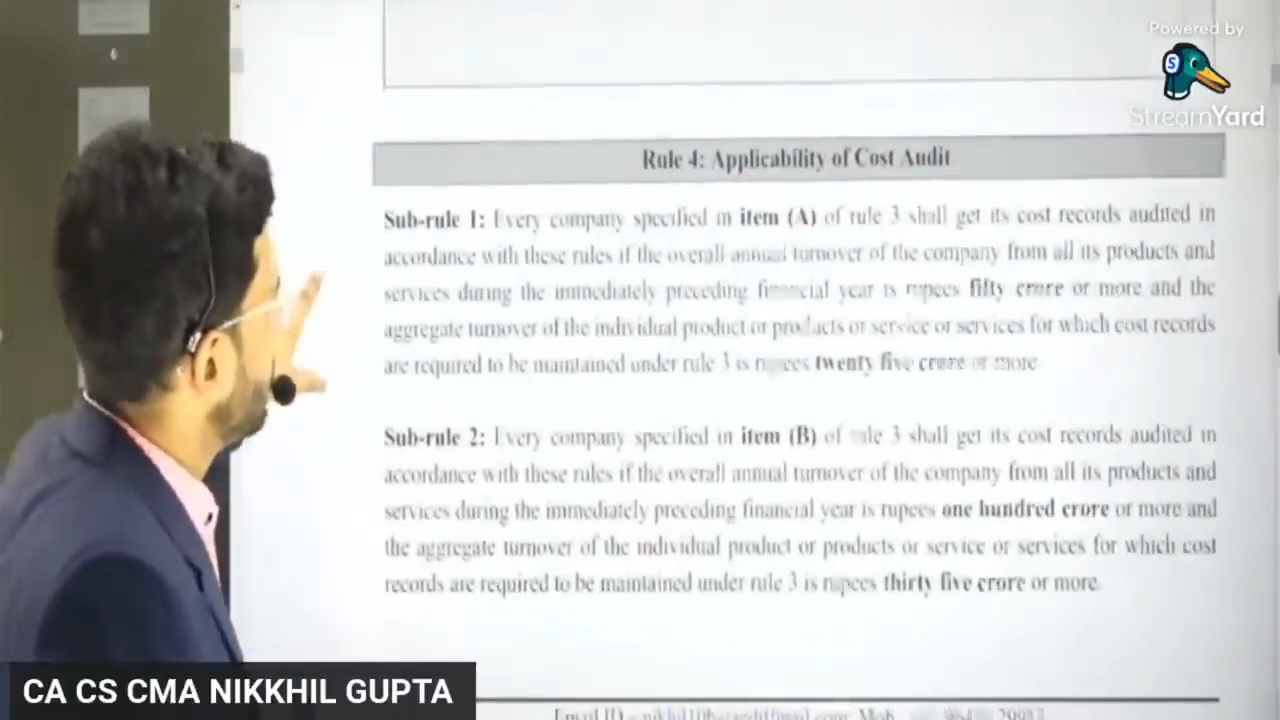 Powered by
StreamYard
Rule 4: Applicability of Cost Audit
Sub-rule 1: Every company specified in item (A) of rule 3 shall get its cost records audited in
accordance with these rules if the overall annual turnover of the company from all its products and
services during the immediately preceding financial year is rupees fifty crore or more and the
aggregate turnover of the individual product or products or service or services for which cost records
are required to be maintained under rule 3 is rupees twenty five crore or more
Sub-rule 2: Every company specified in item (B) of rule 3 shall get its cost records audited in
accordance with these rules if the overall annual turnover of the company from all its products and
services during the immediately preceding financial year is rupees one hundred crore or more and
the aggregate turnover of the individual product or products or service or services for which cost
records are required to be maintained under rule 3 is rupees thirty five crore or more.
CA CS CMA NIKKHIL GUPTA
Email ID